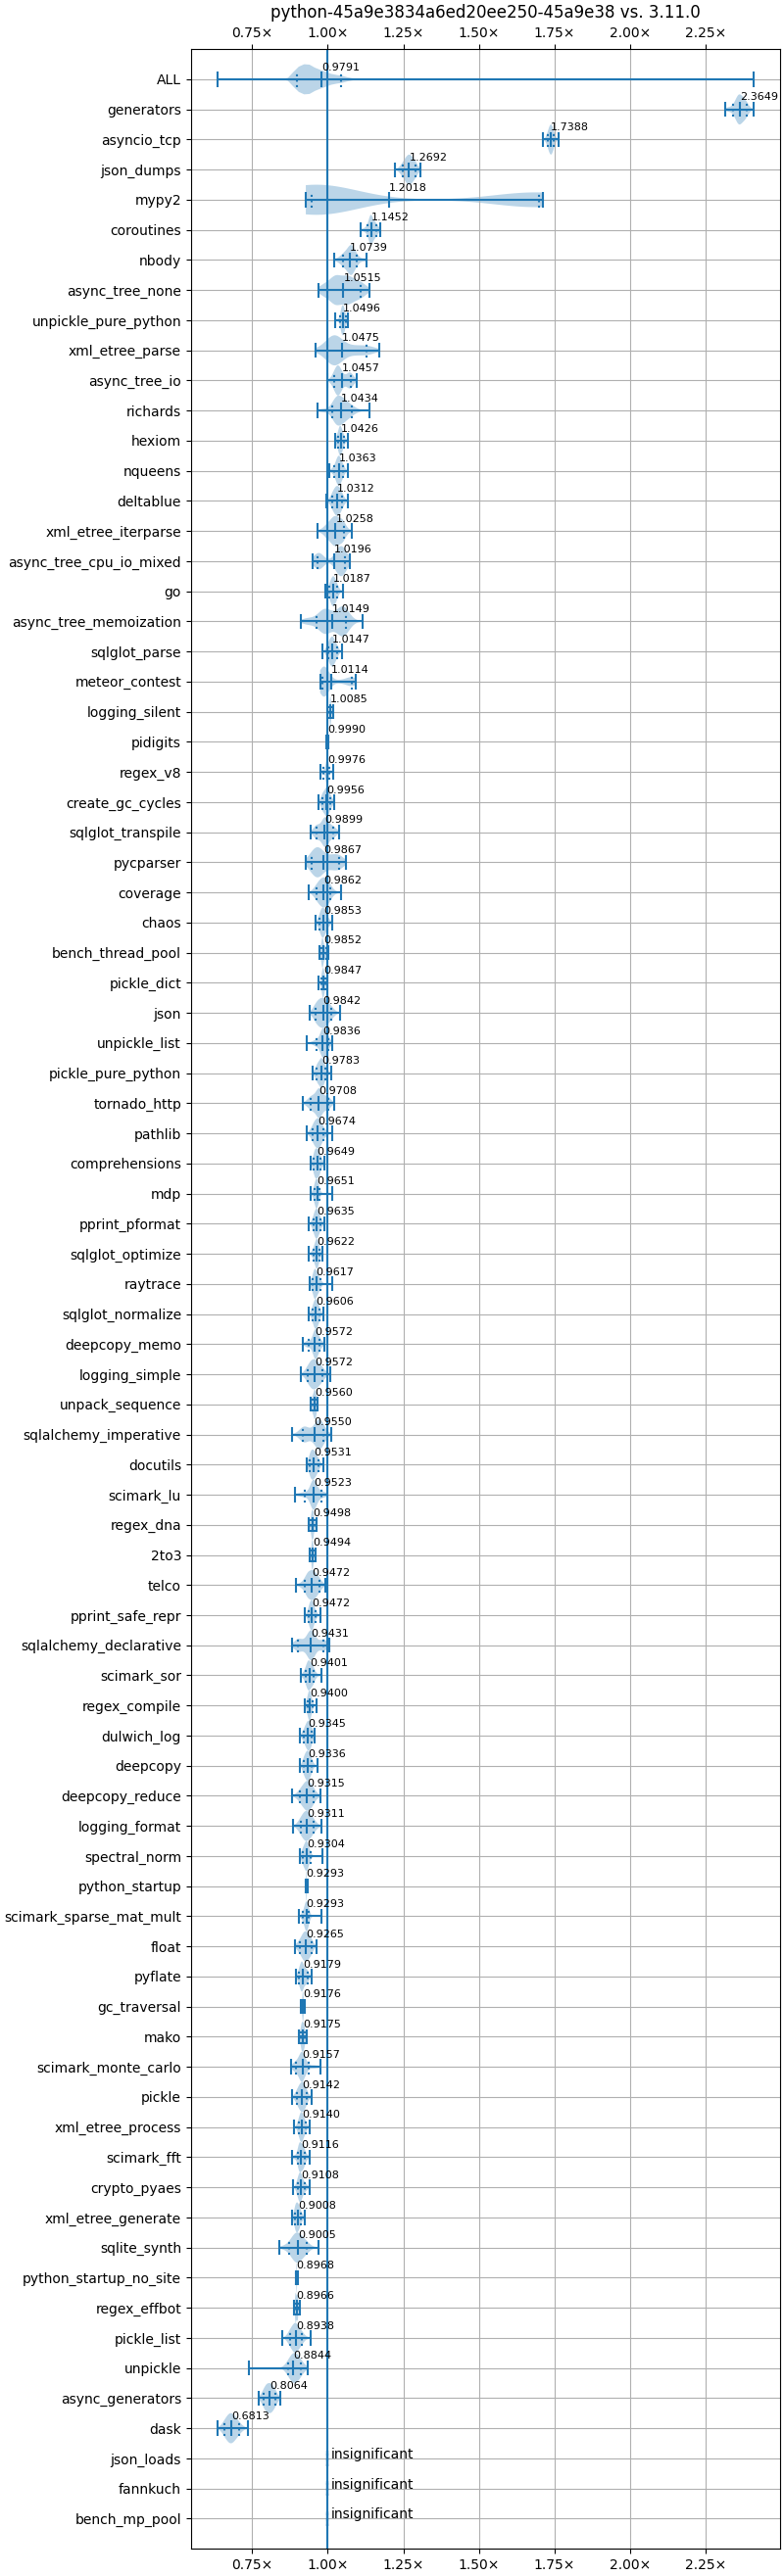 python-45a9e3834a6ed20ee250-45a9e38 vs. 3.11.0
0.75× 1.00× 1.25× 1.50× 1.75× 2.00× 2.25×
ALL 0.9791
generators 2.3649
asyncio_tcp 1.7388
json_dumps 1.2692
mypy2 1.2018
coroutines 1.1452
nbody 1.0739
async_tree_none 1.0515
unpickle_pure_python 1.0496
xml_etree_parse 1.0475
async_tree_io 1.0457
richards 1.0434
hexiom 1.0426
nqueens 1.0363
deltablue 1.0312
xml_etree_iterparse 1.0258
async_tree_cpu_io_mixed 1.0196
go 1.0187
async_tree_memoization 1.0149
sqlglot_parse 1.0147
meteor_contest 1.0114
logging_silent 1.0085
pidigits 0.9990
regex_v8 0.9976
create_gc_cycles 0.9956
sqlglot_transpile 0.9899
pycparser 0.9867
coverage 0.9862
chaos 0.9853
bench_thread_pool 0.9852
pickle_dict 0.9847
json 0.9842
unpickle_list 0.9836
pickle_pure_python 0.9783
tornado_http 0.9708
pathlib 0.9674
comprehensions 0.9649
mdp 0.9651
pprint_pformat 0.9635
sqlglot_optimize 0.9622
raytrace 0.9617
sqlglot_normalize 0.9606
deepcopy_memo 0.9572
logging_simple 0.9572
unpack_sequence 0.9560
sqlalchemy_imperative 0.9550
docutils 0.9531
scimark_lu 0.9523
regex_dna 0.9498
2to3 0.9494
telco 0.9472
pprint_safe_repr 0.9472
sqlalchemy_declarative 0.9431
scimark_sor 0.9401
regex_compile 0.9400
dulwich_log 0.9345
deepcopy 0.9336
deepcopy_reduce 0.9315
logging_format 0.9311
spectral_norm 0.9304
python_startup 0.9293
scimark_sparse_mat_mult 0.9293
float 0.9265
pyflate 0.9179
gc_traversal 0.9176
mako 0.9175
scimark_monte_carlo 0.9157
pickle 0.9142
xml_etree_process 0.9140
scimark_fft 0.9116
crypto_pyaes 0.9108
xml_etree_generate 0.9008
sqlite_synth 0.9005
python_startup_no_site 0.8968
regex_effbot 0.8966
pickle_list 0.8938
unpickle 0.8844
async_generators 0.8064
dask 0.6813
json_loads insignificant
fannkuch insignificant
bench_mp_pool insignificant
0.75× 1.00× 1.25× 1.50× 1.75× 2.00× 2.25×